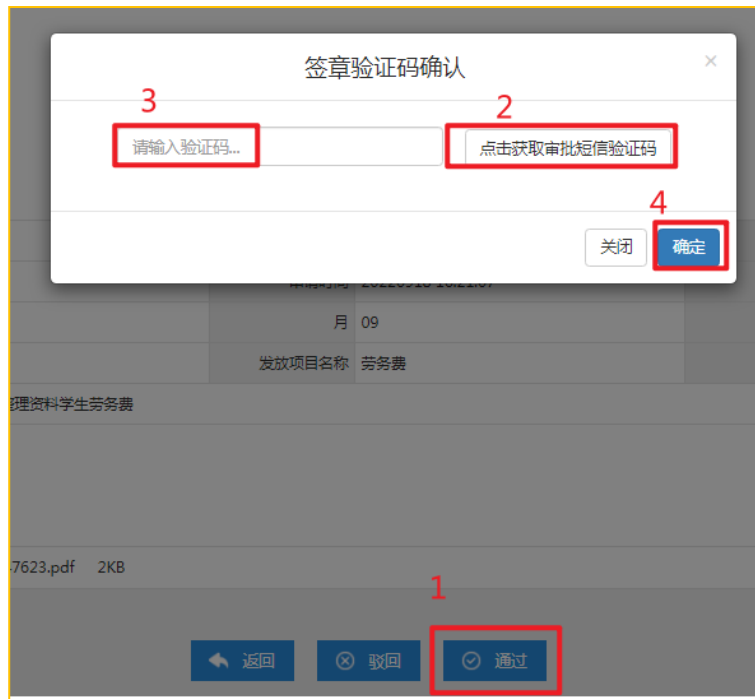 签章验证码确认
×
3
2
请输入验证码...
点击获取审批短信验证码
4
关闭
确定
月 09
发放项目名称 劳务费
整理资料学生劳务费
7623.pdf 2KB
1
返回
驳回
通过